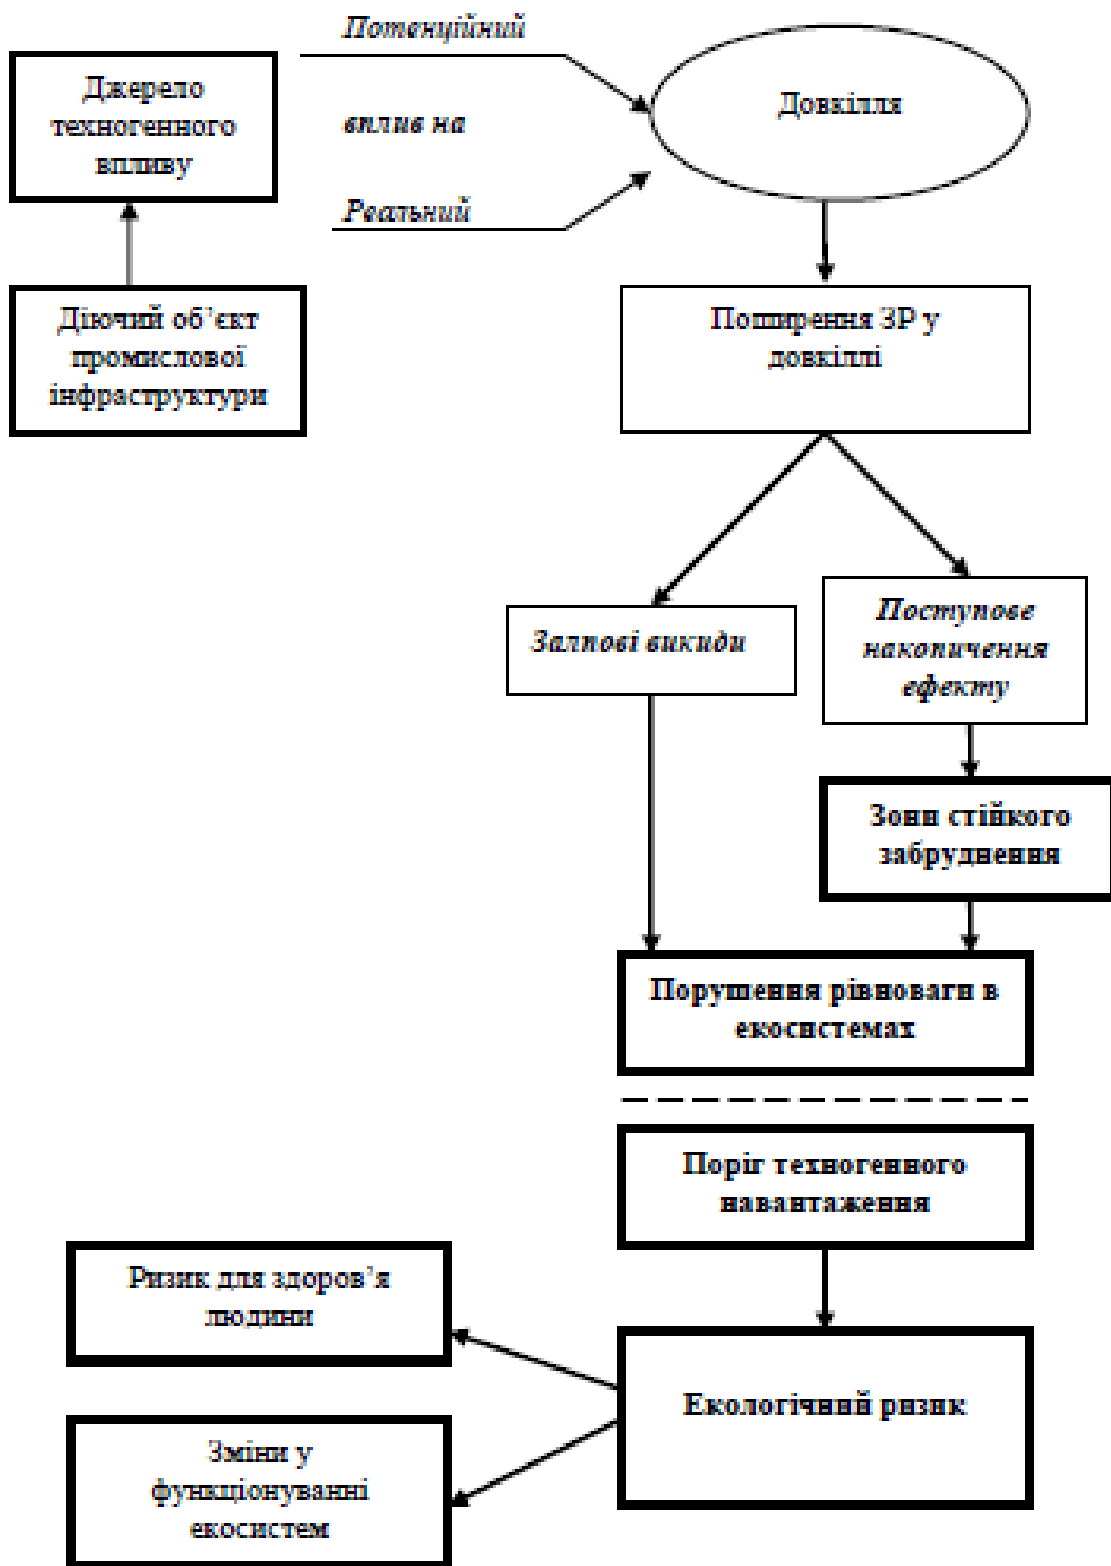 Потенційний
Джерело
техногенного
впливу
вплив на
Реальний
Довкілля
Діючий об’єкт
промислової
інфраструктури
Поширення ЗР у
довкіллі
Залпові викиди
Поступове
накопичення
ефекту
Зони стійкого
забруднення
Порушення рівноваги в
екосистемах
Поріг техногенного
навантаження
Ризик для здоров’я
людини
Екологічний ризик
Зміни у
функціонуванні
екосистем